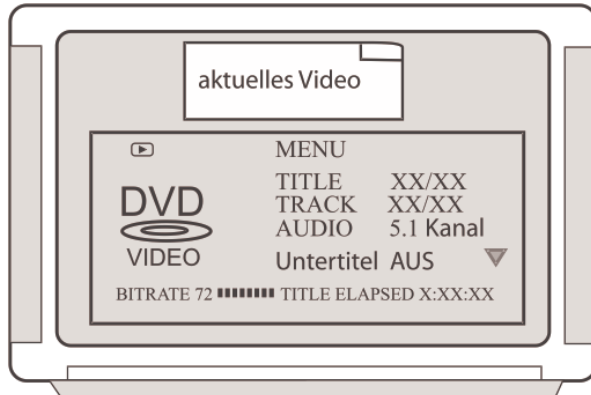 aktuelles Video
MENU
TITLE XX/XX
TRACK XX/XX
AUDIO 5.1 Kanal
DVD
VIDEO
Untertitel AUS
BITRATE 72 TITLE ELAPSED X:XX:XX